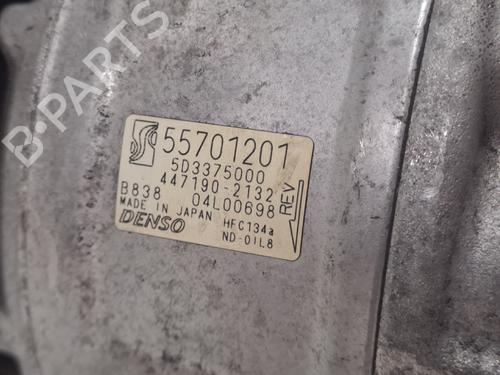 B-PARTS
55701201
5D3375000
447190-2132
B838 04L00698
REV
MADE IN JAPAN HFC134a
DENSO ND-OIL8